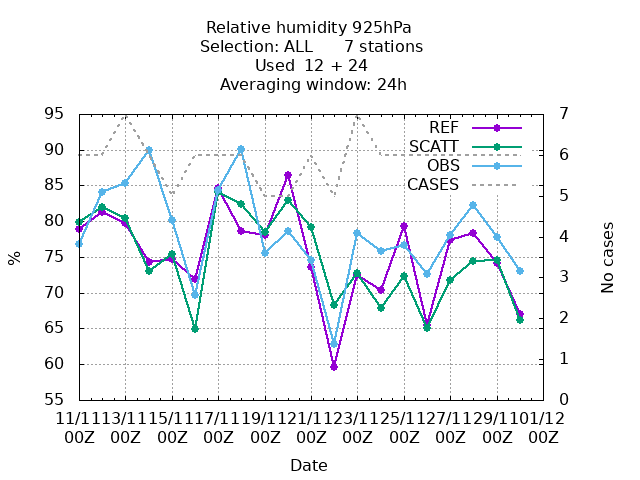 Relative humidity 925hPa
Selection: ALL 7 stations
Used 12 + 24
Averaging window: 24h
95
90
85
80
75
70
65
60
55
%
7
6
5
4
3
2
1
0
No cases
REF
SCATT
OBS
CASES
11/11 13/11 15/11 17/11 19/11 21/11 23/11 25/11 27/11 29/11 01/12
00Z 00Z 00Z 00Z 00Z 00Z 00Z 00Z 00Z 00Z 00Z
Date